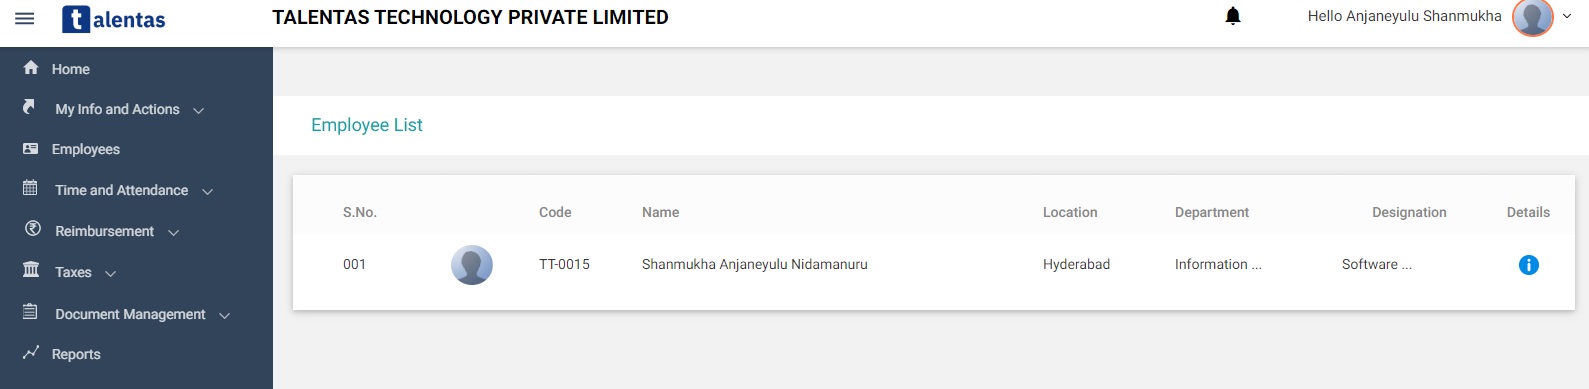 talentas
TALENTAS TECHNOLOGY PRIVATE LIMITED
Hello Anjaneyulu Shanmukha
Home
My Info and Actions
Employees
Time and Attendance
Reimbursement
Taxes
Document Management
Reports
Employee List
S.No. Code Name Location Department Designation Details
001 TT-0015 Shanmukha Anjaneyulu Nidamanuru Hyderabad Information ... Software ...